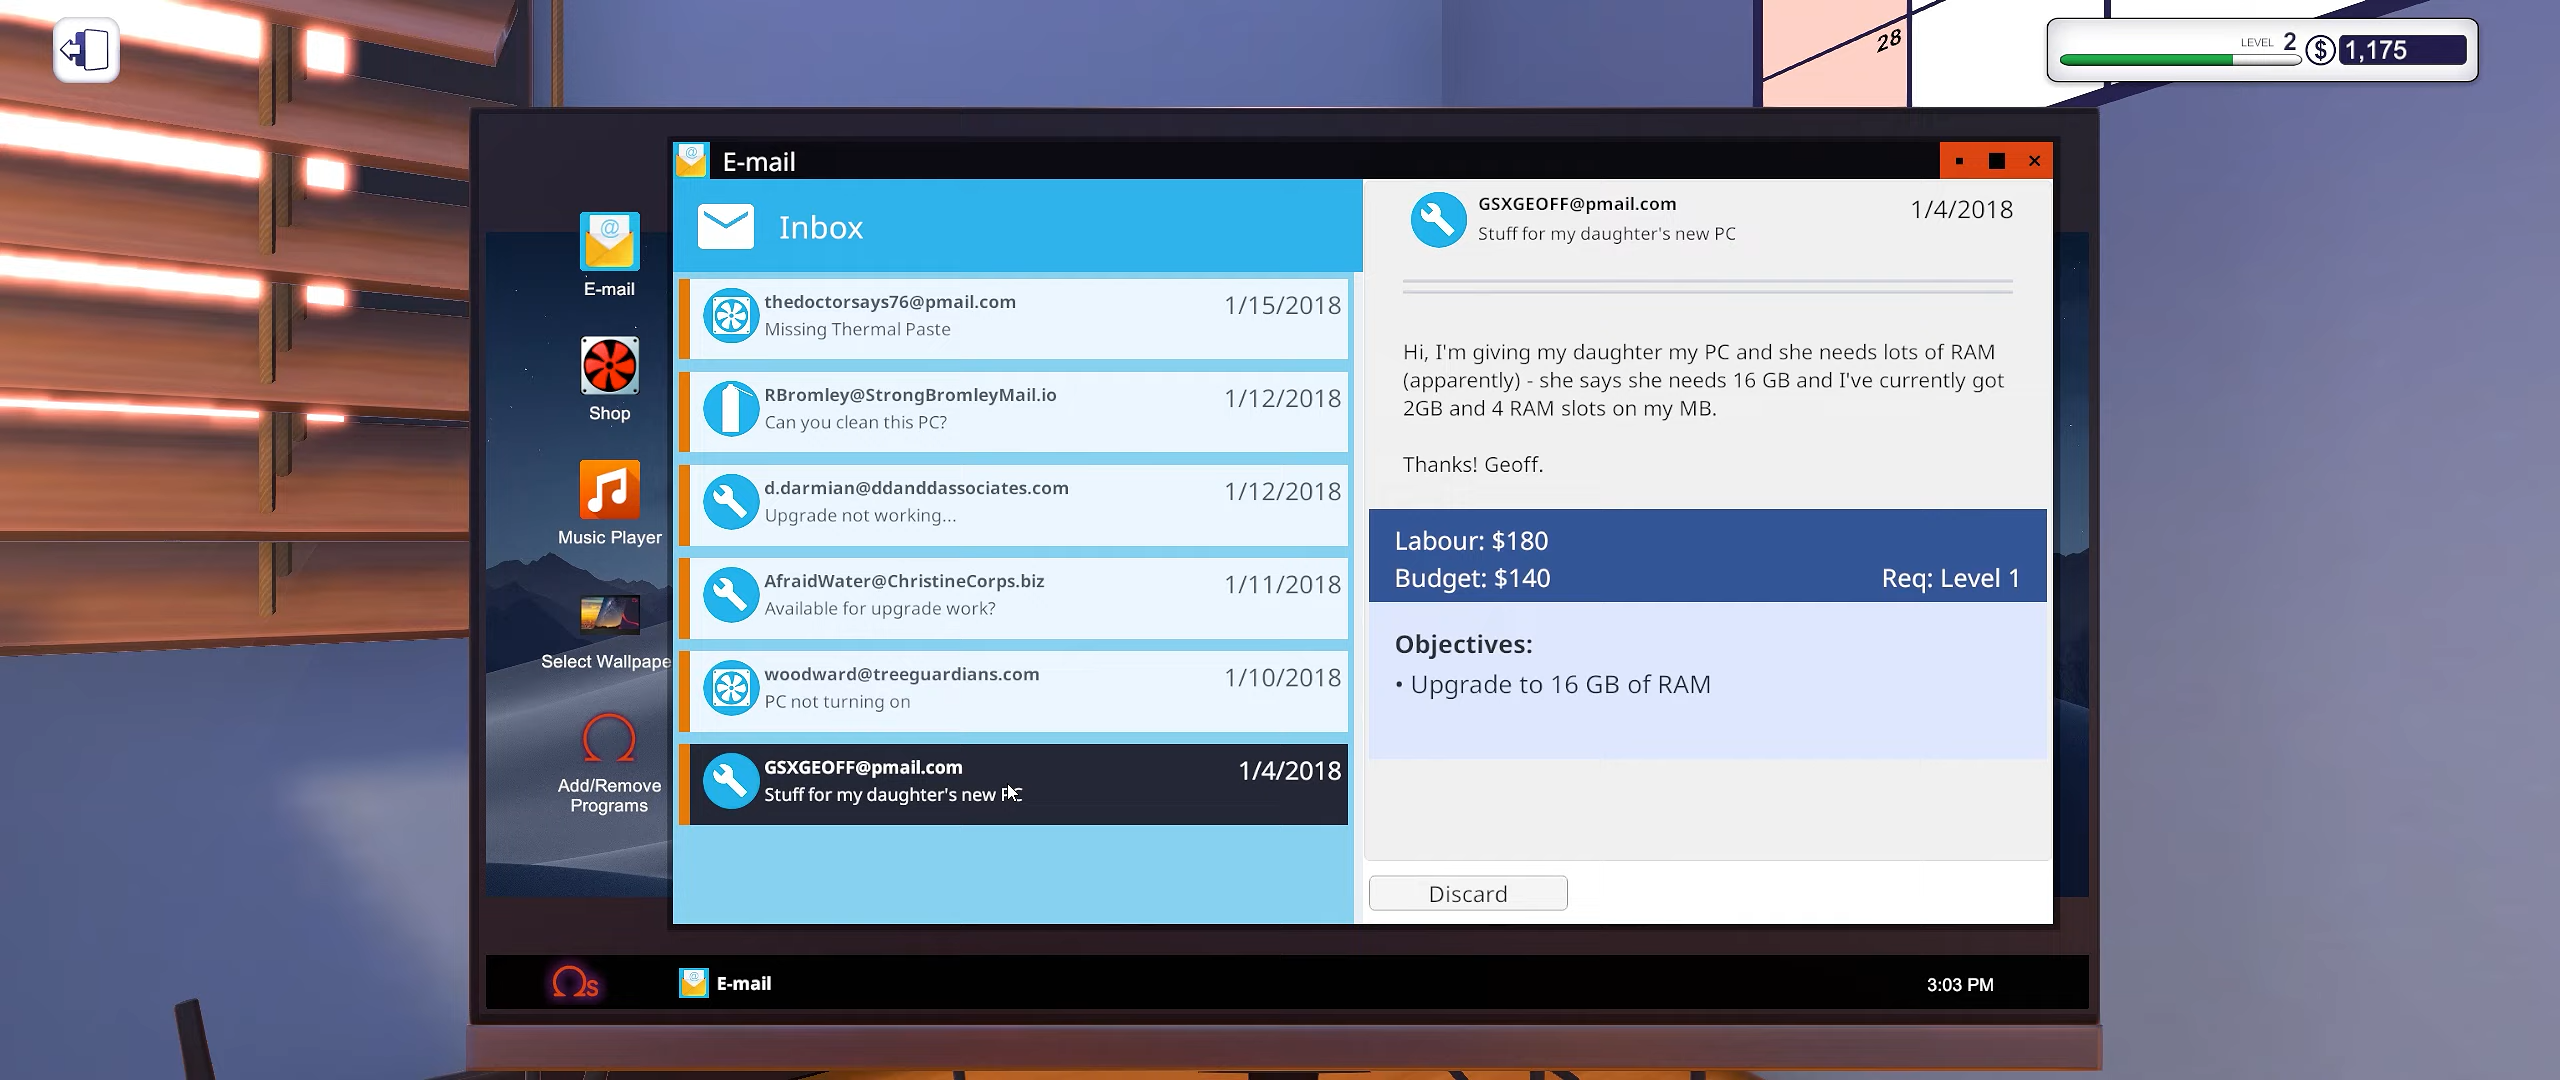 28
LEVEL 2 $ 1,175
E-mail
Inbox
thedoctorsays76@pmail.com 1/15/2018
Missing Thermal Paste
RBromley@StrongBromleyMail.io 1/12/2018
Can you clean this PC?
d.darmian@ddanddassociates.com 1/12/2018
Upgrade not working...
AfraidWater@ChristineCorps.biz 1/11/2018
Available for upgrade work?
woodward@treeguardians.com 1/10/2018
PC not turning on
GSXGEOFF@pmail.com 1/4/2018
Stuff for my daughter's new PC
GSXGEOFF@pmail.com 1/4/2018
Stuff for my daughter's new PC
Hi, I'm giving my daughter my PC and she needs lots of RAM
(apparently) - she says she needs 16 GB and I've currently got
2GB and 4 RAM slots on my MB.
Thanks! Geoff.
Labour: $180
Budget: $140 Req: Level 1
Objectives:
• Upgrade to 16 GB of RAM
Discard
E-mail
Shop
Music Player
Select Wallpape
Add/Remove
Programs
Ωs E-mail 3:03 PM